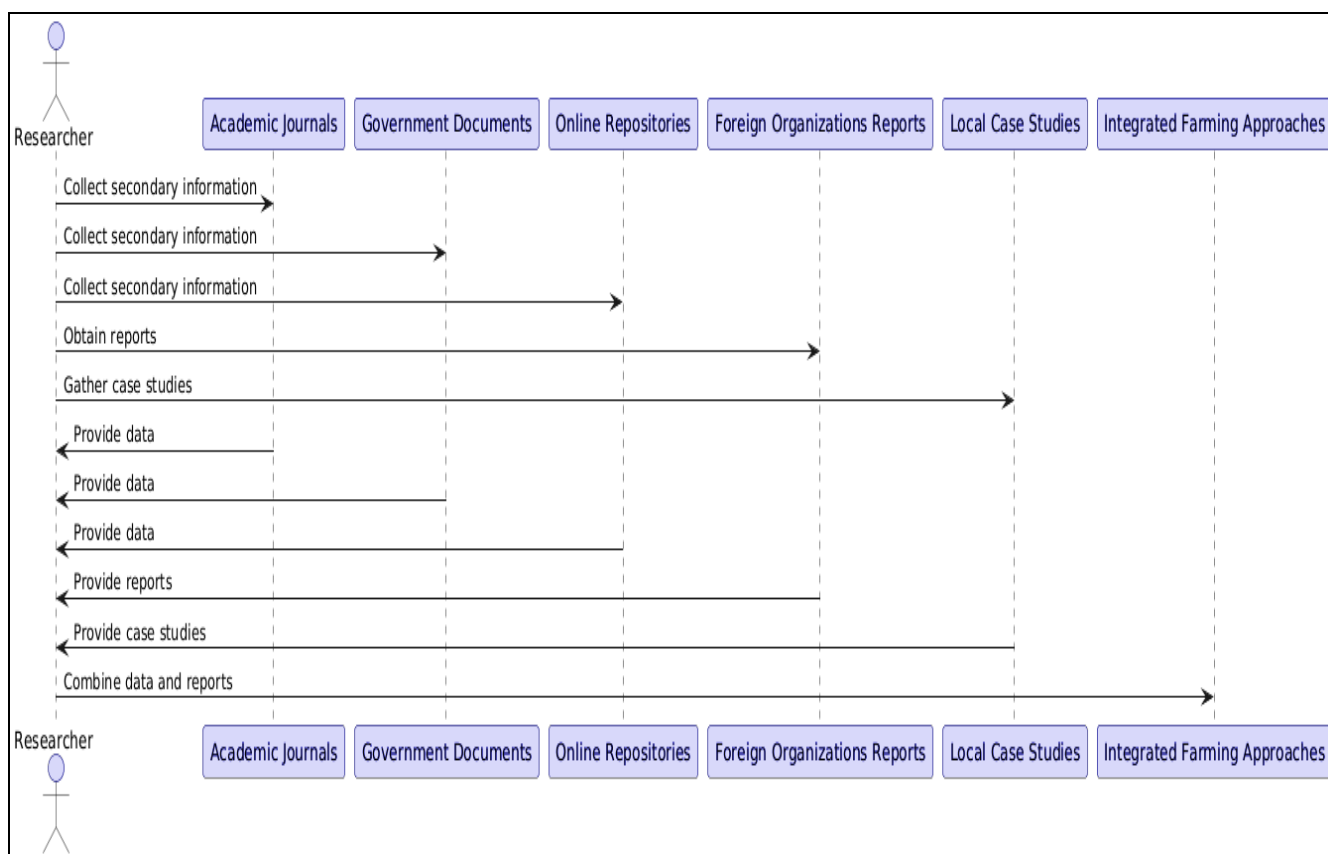 Researcher
Academic Journals
Government Documents
Online Repositories
Foreign Organizations Reports
Local Case Studies
Integrated Farming Approaches
Collect secondary information
Collect secondary information
Collect secondary information
Obtain reports
Gather case studies
Provide data
Provide data
Provide data
Provide reports
Provide case studies
Combine data and reports
Researcher
Academic Journals
Government Documents
Online Repositories
Foreign Organizations Reports
Local Case Studies
Integrated Farming Approaches